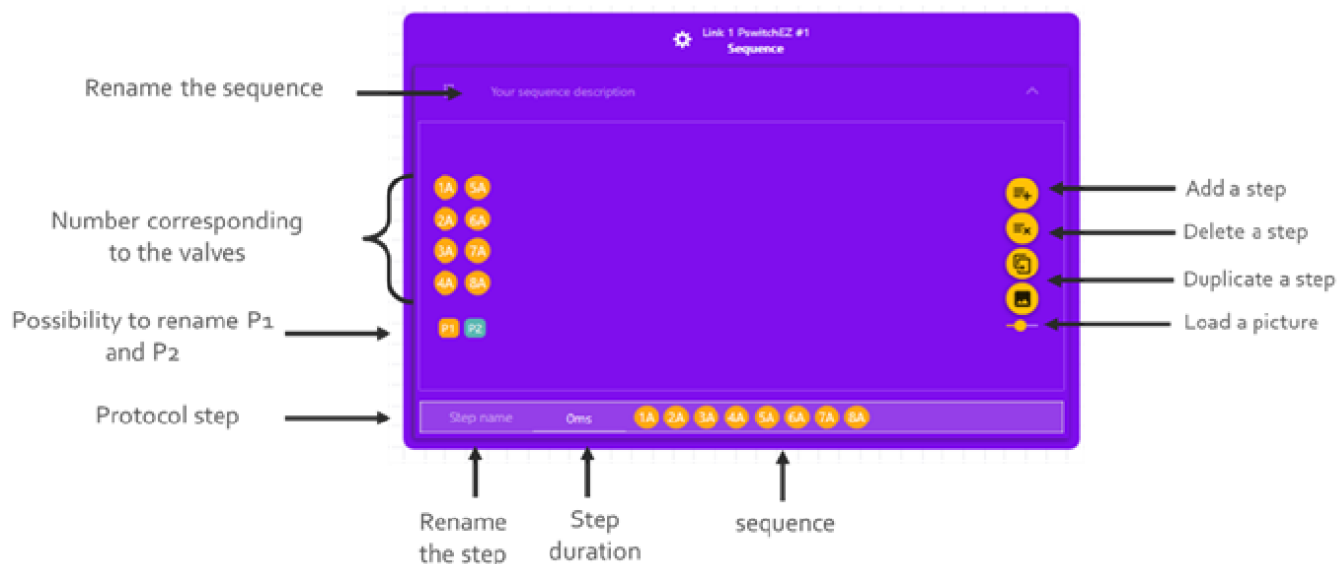 Link 1 PswitchEZ #1
Sequence
Rename the sequence
Your sequence description
1A 5A
2A 6A
3A 7A
4A 8A
Number corresponding
to the valves
Add a step
Delete a step
Duplicate a step
Load a picture
Possibility to rename P1
and P2
P1 P2
Protocol step
Step name 0ms 1A 2A 3A 4A 5A 6A 7A 8A
Rename
the step
Step
duration
sequence